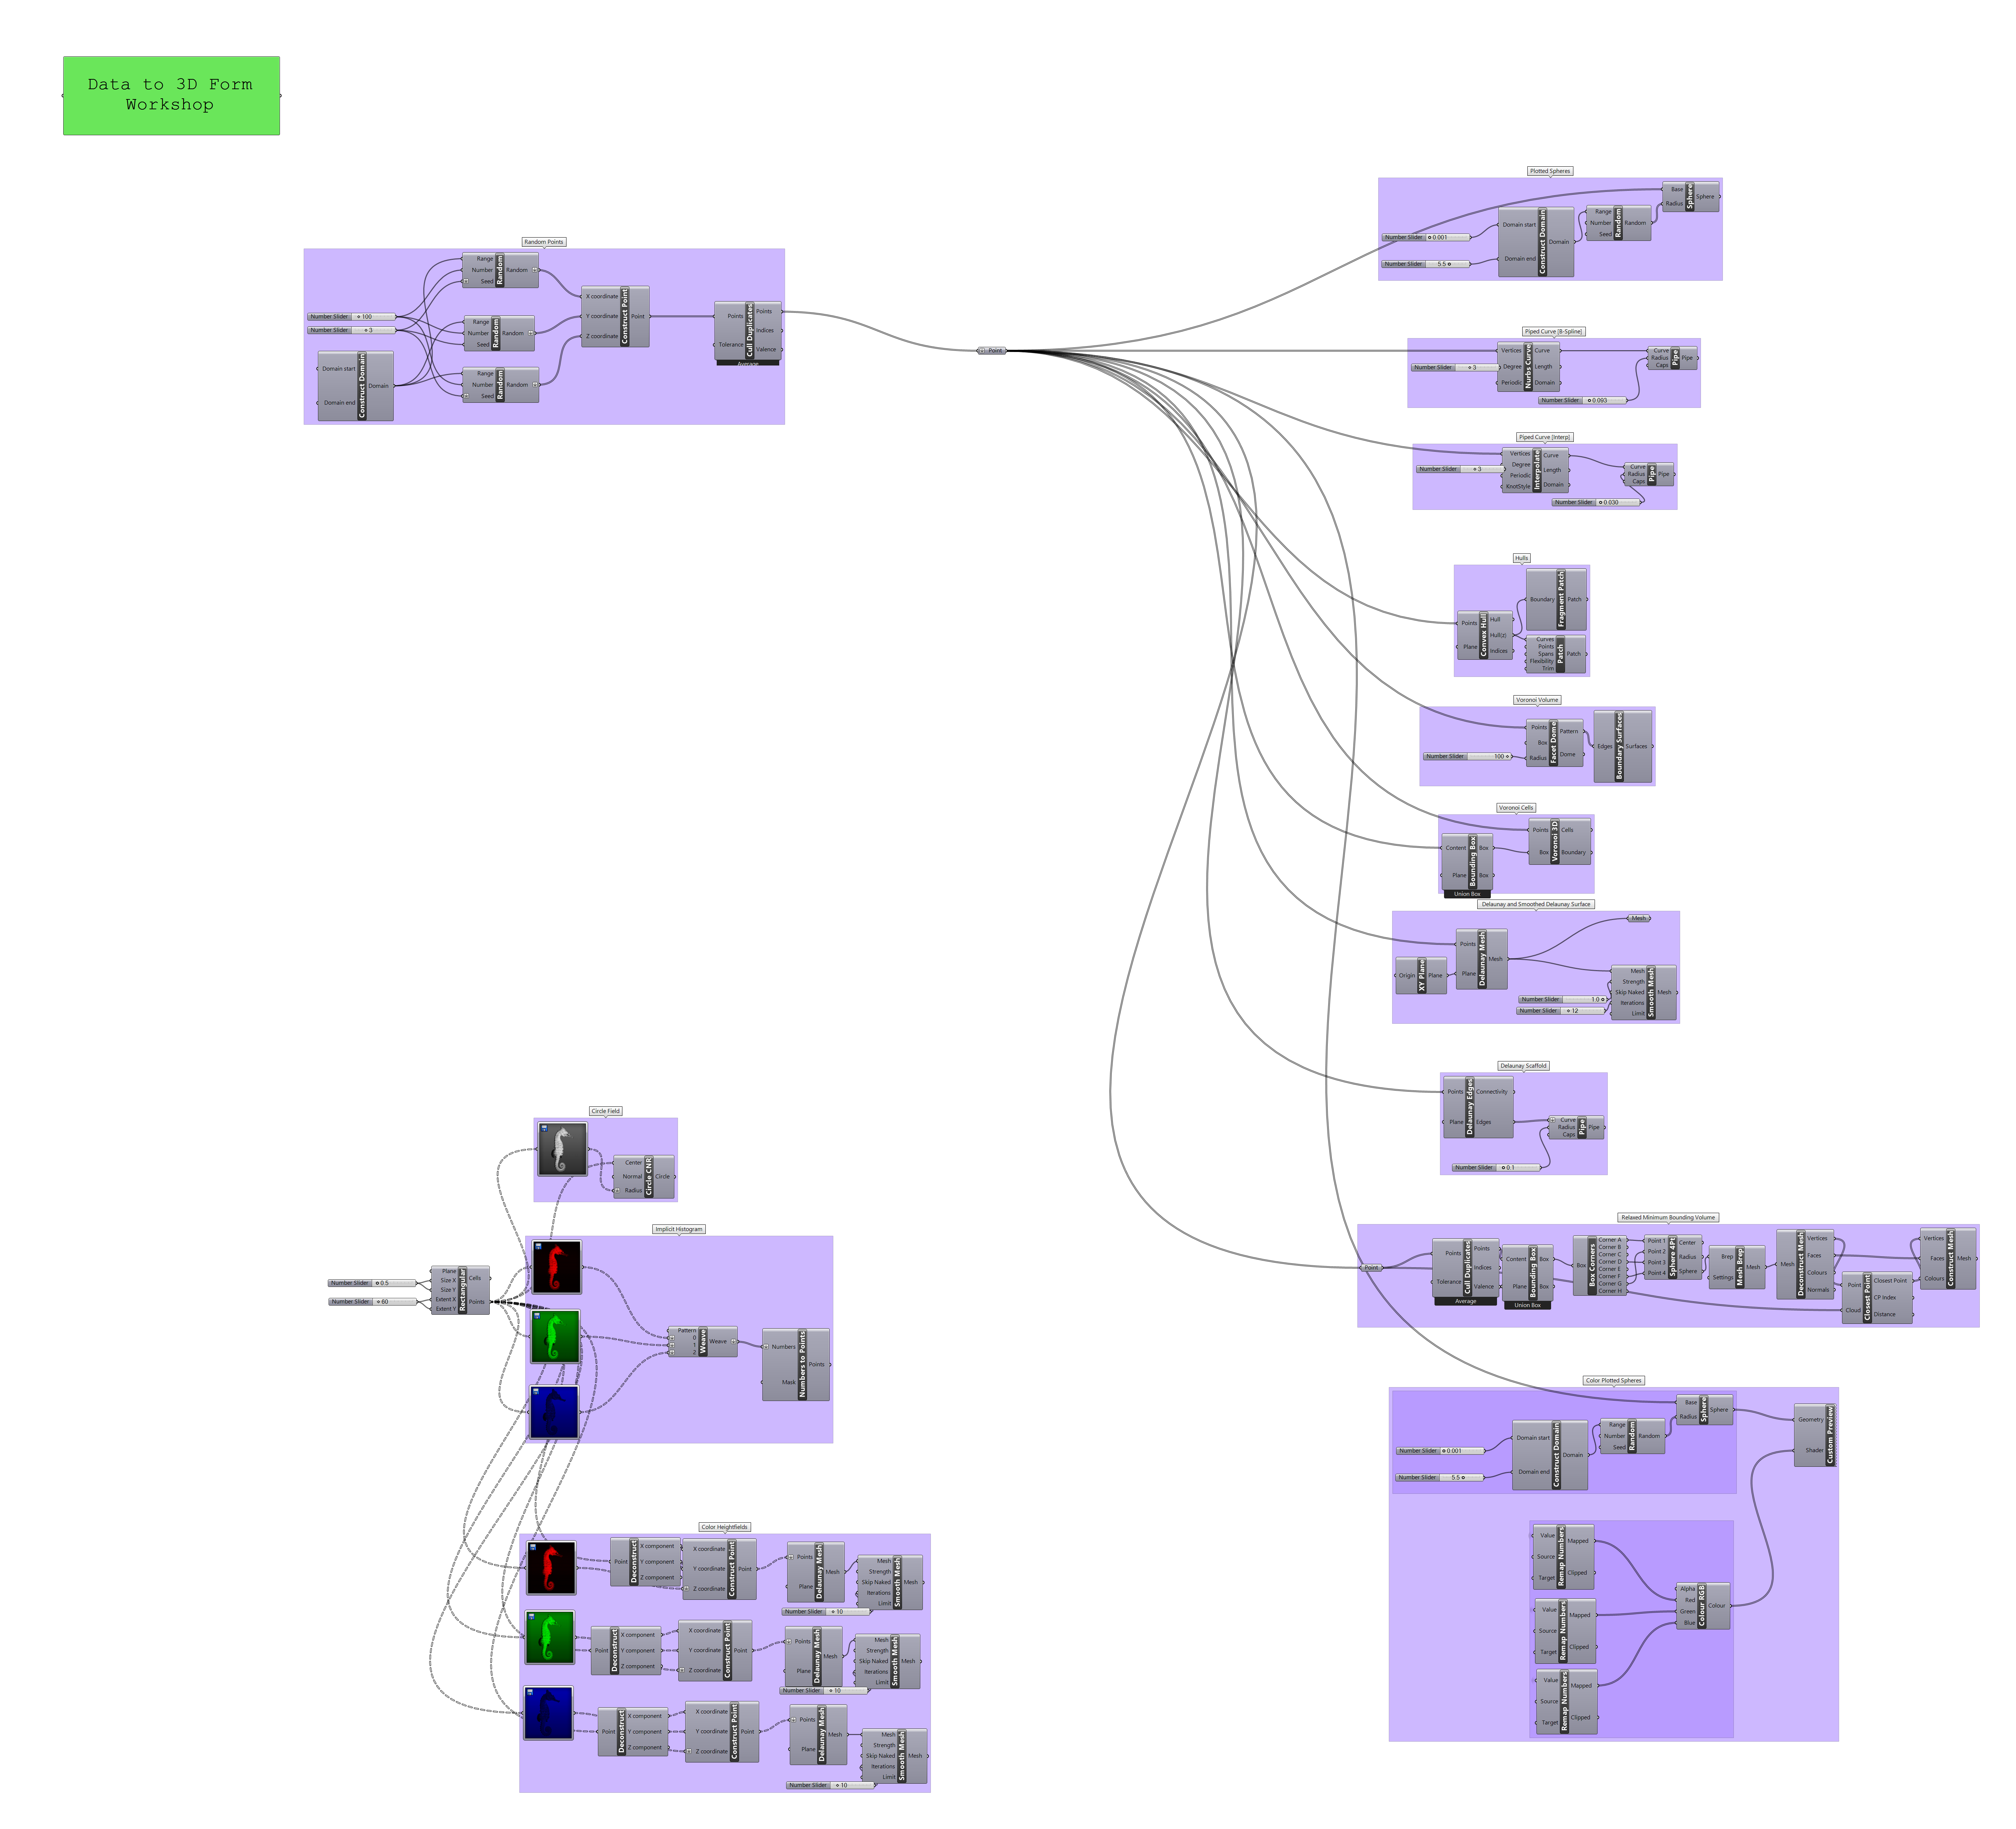 Data to 3D Form
Workshop
Random Points
Number Slider 100
Number Slider 3
Domain start
Domain end
Construct Domain
Domain
Range
Number
Seed
Random
Random
Range
Number
Seed
Random
Random
Range
Number
Seed
Random
Random
X coordinate
Y coordinate
Z coordinate
Construct Point
Point
Points
Tolerance
Cull Duplicates
Points
Indices
Valence
Average
Point
Plotted Spheres
Number Slider 0.001
Number Slider 5.5
Domain start
Domain end
Construct Domain
Domain
Range
Number
Seed
Random
Random
Base
Radius
Sphere
Sphere
Piped Curve [B-Spline]
Number Slider 3
Vertices
Degree
Periodic
Nurbs Curve
Curve
Length
Domain
Number Slider 0.093
Curve
Radius
Caps
Pipe
Pipe
Piped Curve [Interp]
Number Slider 3
Vertices
Degree
Periodic
KnotStyle
Interpolate
Curve
Length
Domain
Number Slider 0.030
Curve
Radius
Caps
Pipe
Pipe
Hulls
Points
Plane
Convex Hull
Hull
Hull(z)
Indices
Boundary
Fragment Patch
Patch
Curves
Points
Spans
Flexibility
Trim
Patch
Patch
Voronoi Volume
Number Slider 100
Points
Box
Radius
Facet Dome
Pattern
Dome
Edges
Boundary Surfaces
Surfaces
Voronoi Cells
Content
Plane
Bounding Box
Box
Box
Union Box
Points
Box
Voronoi 3D
Cells
Boundary
Delaunay and Smoothed Delaunay Surface
Origin
XY Plane
Plane
Points
Plane
Delaunay Mesh
Mesh
Mesh
Number Slider 1.0
Number Slider 12
Mesh
Strength
Skip Naked
Iterations
Limit
Smooth Mesh
Mesh
Delaunay Scaffold
Points
Plane
Delaunay Edges
Connectivity
Edges
Number Slider 0.1
Curve
Radius
Caps
Pipe
Pipe
Relaxed Minimum Bounding Volume
Point
Points
Tolerance
Cull Duplicates
Points
Indices
Valence
Average
Content
Plane
Bounding Box
Box
Box
Union Box
Box
Box Corners
Corner A
Corner B
Corner C
Corner D
Corner E
Corner F
Corner G
Corner H
Point 1
Point 2
Point 3
Point 4
Sphere 4Pt
Center
Radius
Sphere
Brep
Settings
Mesh Brep
Mesh
Mesh
Deconstruct Mesh
Vertices
Faces
Colours
Normals
Point
Cloud
Closest Point
Closest Point
CP Index
Distance
Vertices
Faces
Colours
Construct Mesh
Mesh
Color Plotted Spheres
Number Slider 0.001
Number Slider 5.5
Domain start
Domain end
Construct Domain
Domain
Range
Number
Seed
Random
Random
Base
Radius
Sphere
Sphere
Geometry
Shader
Custom Preview
Value
Source
Target
Remap Numbers
Mapped
Clipped
Value
Source
Target
Remap Numbers
Mapped
Clipped
Value
Source
Target
Remap Numbers
Mapped
Clipped
Alpha
Red
Green
Blue
Colour RGB
Colour
Circle Field
Center
Normal
Radius
Circle CNR
Circle
Implicit Histogram
Number Slider 0.5
Number Slider 60
Plane
Size X
Size Y
Extent X
Extent Y
Rectangular
Cells
Points
Pattern
0
1
2
Weave
Weave
Numbers
Mask
Numbers to Points
Points
Color Heightfields
Point
Deconstruct
X component
Y component
Z component
X coordinate
Y coordinate
Z coordinate
Construct Point
Point
Points
Plane
Delaunay Mesh
Mesh
Number Slider 10
Mesh
Strength
Skip Naked
Iterations
Limit
Smooth Mesh
Mesh
Point
Deconstruct
X component
Y component
Z component
X coordinate
Y coordinate
Z coordinate
Construct Point
Point
Points
Plane
Delaunay Mesh
Mesh
Number Slider 10
Mesh
Strength
Skip Naked
Iterations
Limit
Smooth Mesh
Mesh
Point
Deconstruct
X component
Y component
Z component
X coordinate
Y coordinate
Z coordinate
Construct Point
Point
Points
Plane
Delaunay Mesh
Mesh
Number Slider 10
Mesh
Strength
Skip Naked
Iterations
Limit
Smooth Mesh
Mesh